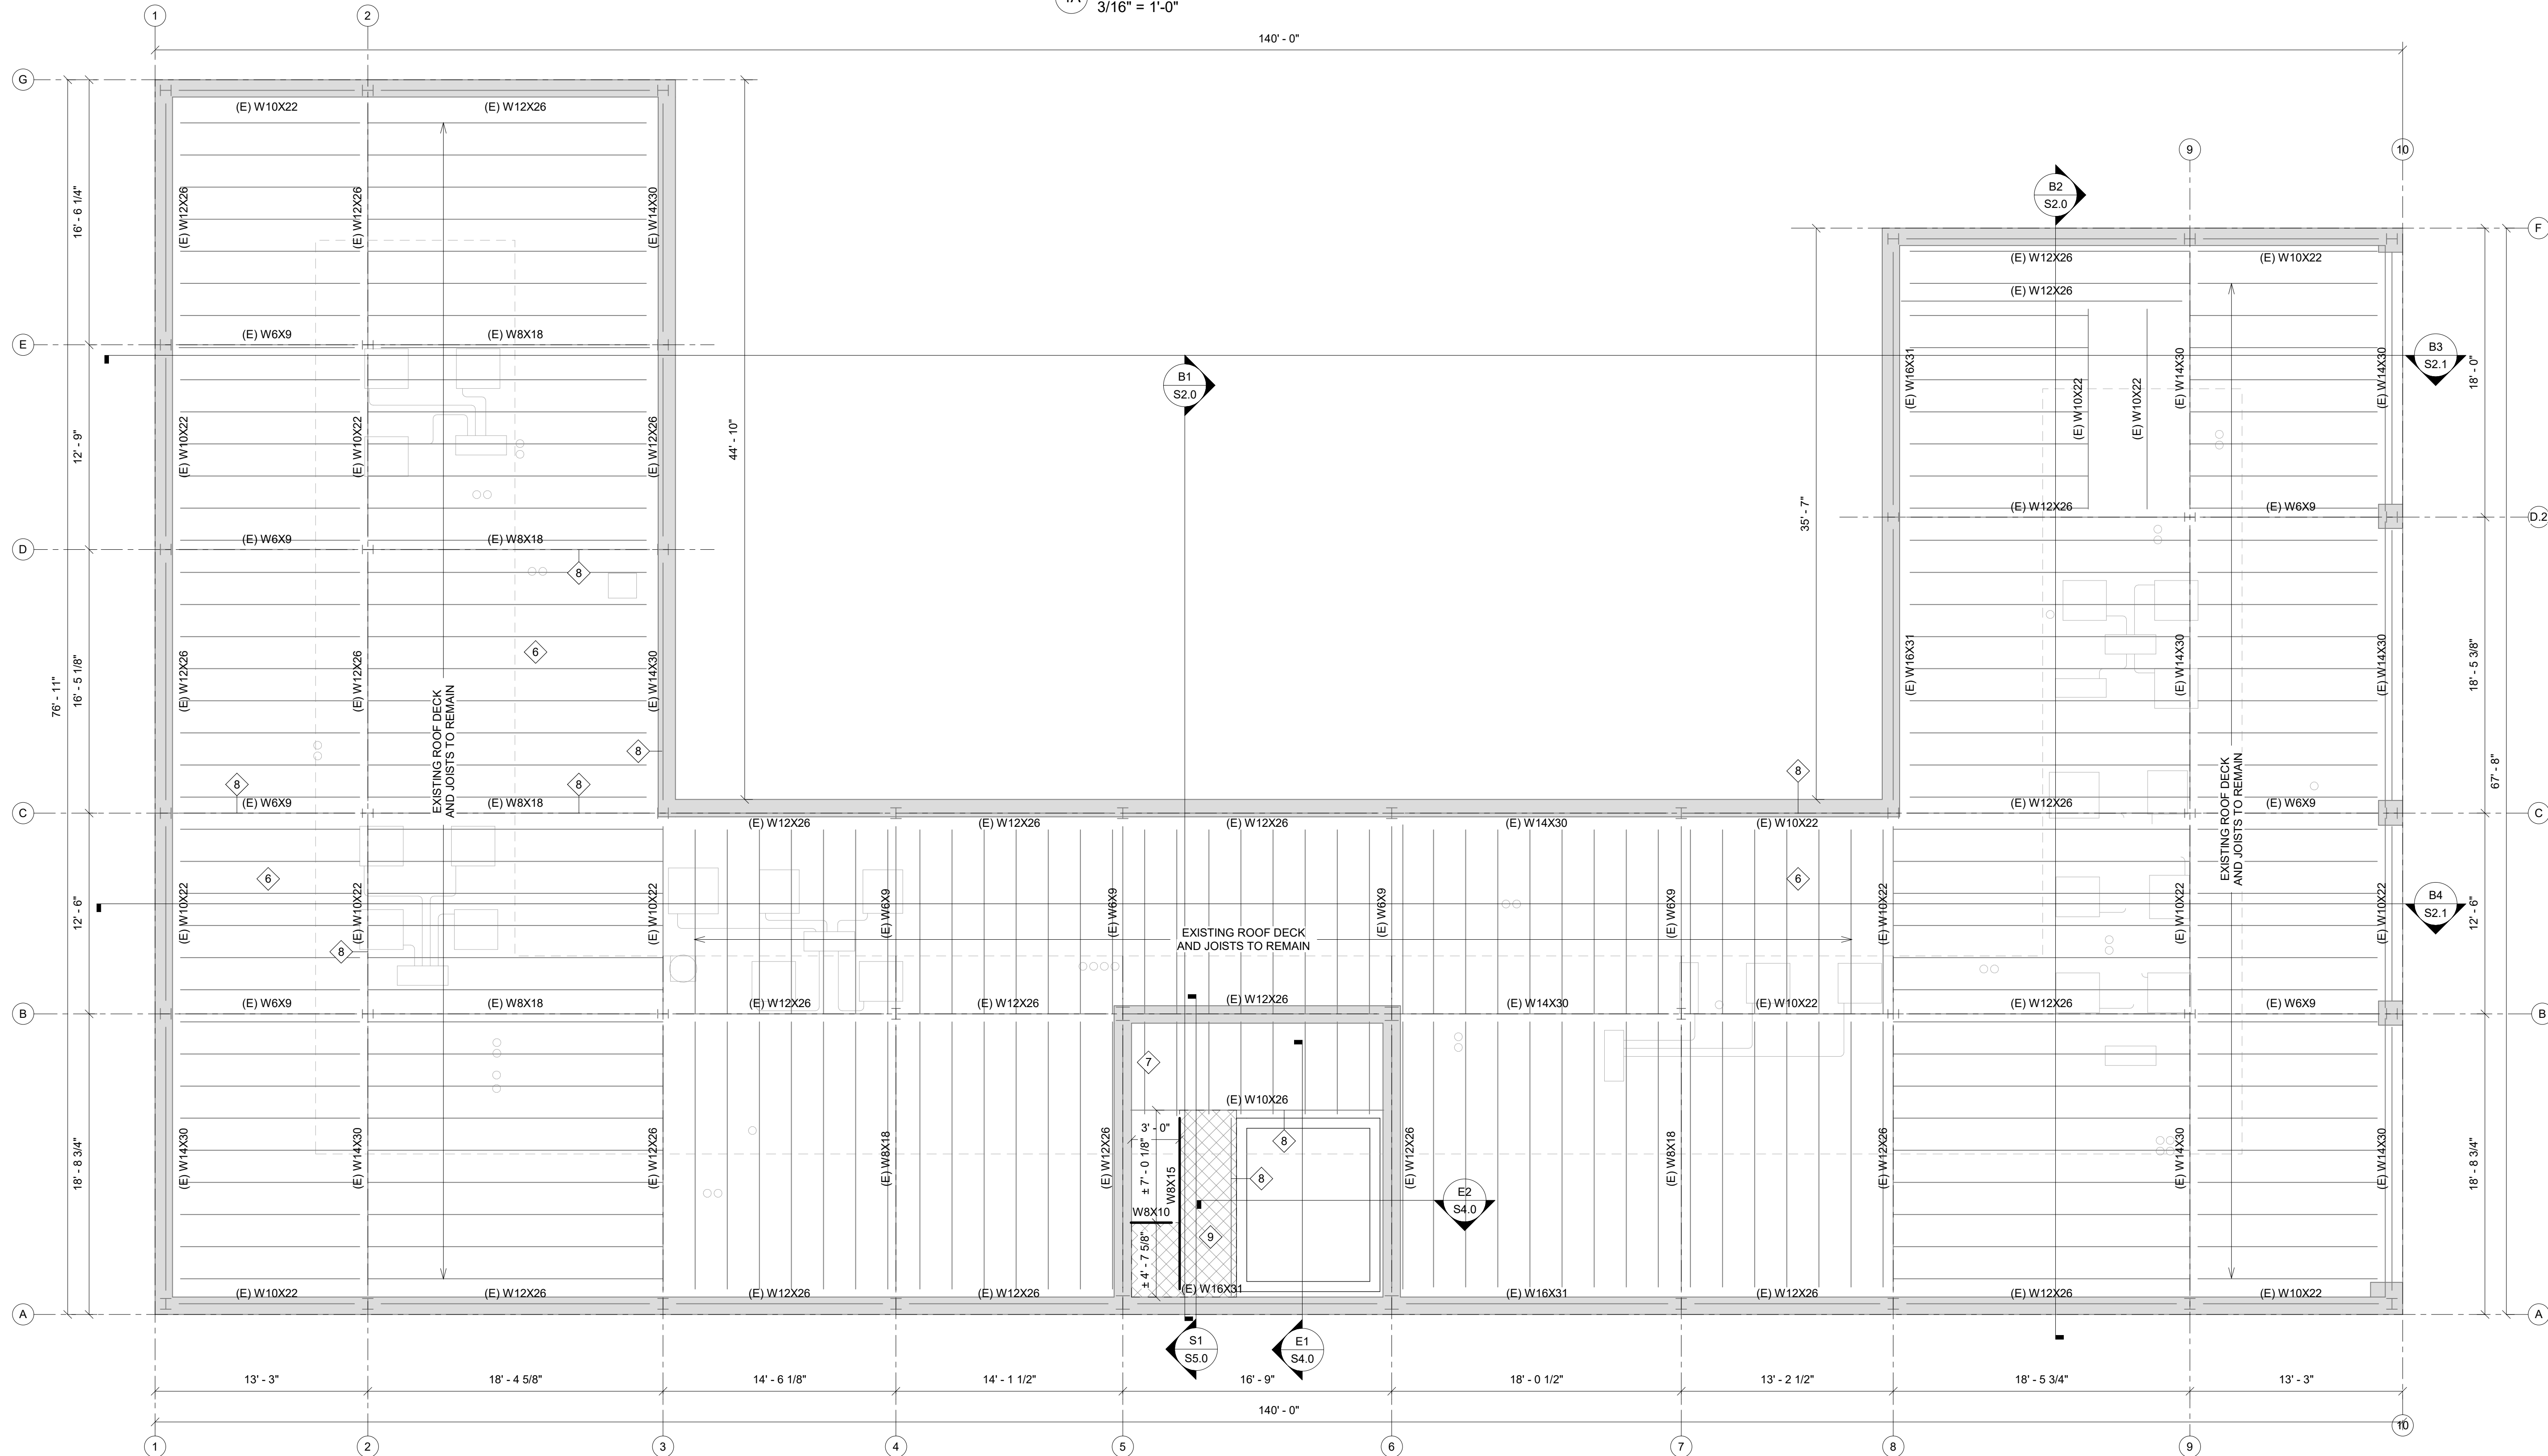 1A
3/16" = 1'-0"
1
2
140' - 0"
G
(E) W10X22
(E) W12X26
9
10
B2
S2.0
16' - 6 1/4"
(E) W12X26
(E) W12X26
(E) W14X30
F
(E) W12X26
(E) W10X22
(E) W12X26
E
(E) W6X9
(E) W8X18
B3
S2.1
B1
S2.0
(E) W16X31
(E) W10X22
(E) W10X22
(E) W14X30
(E) W14X30
18' - 0"
12' - 9"
(E) W10X22
(E) W10X22
(E) W12X26
44' - 10"
35' - 7"
(E) W12X26
(E) W6X9
D.2
D
(E) W6X9
(E) W8X18
8
6
76' - 11"
16' - 5 1/8"
(E) W12X26
(E) W12X26
(E) W14X30
(E) W16X31
(E) W14X30
(E) W14X30
18' - 5 3/8"
EXISTING ROOF DECK
AND JOISTS TO REMAIN
8
8
8
8
EXISTING ROOF DECK
AND JOISTS TO REMAIN
67' - 8"
C
(E) W6X9
(E) W8X18
(E) W12X26
(E) W12X26
(E) W12X26
(E) W14X30
(E) W10X22
(E) W12X26
(E) W6X9
C
6
6
12' - 6"
(E) W10X22
(E) W10X22
(E) W10X22
(E) W6X9
(E) W6X9
(E) W6X9
(E) W6X9
(E) W10X22
(E) W10X22
(E) W10X22
12' - 6"
B4
S2.1
8
EXISTING ROOF DECK
AND JOISTS TO REMAIN
B
(E) W6X9
(E) W8X18
(E) W12X26
(E) W12X26
(E) W12X26
(E) W14X30
(E) W10X22
(E) W12X26
(E) W6X9
B
7
(E) W10X26
3' - 0"
8
18' - 8 3/4"
(E) W14X30
(E) W14X30
(E) W12X26
(E) W8X18
(E) W12X26
± 7' - 0 1/8"
W8X15
8
(E) W12X26
(E) W8X18
(E) W12X26
(E) W14X30
(E) W14X30
18' - 8 3/4"
E2
S4.0
W8X10
9
± 4' - 7 5/8"
(E) W10X22
(E) W12X26
(E) W12X26
(E) W12X26
(E) W16X31
(E) W16X31
(E) W12X26
(E) W12X26
(E) W10X22
A
A
S1
S5.0
E1
S4.0
13' - 3"
18' - 4 5/8"
14' - 6 1/8"
14' - 1 1/2"
16' - 9"
18' - 0 1/2"
13' - 2 1/2"
18' - 5 3/4"
13' - 3"
140' - 0"
10
1
2
3
4
5
6
7
8
9